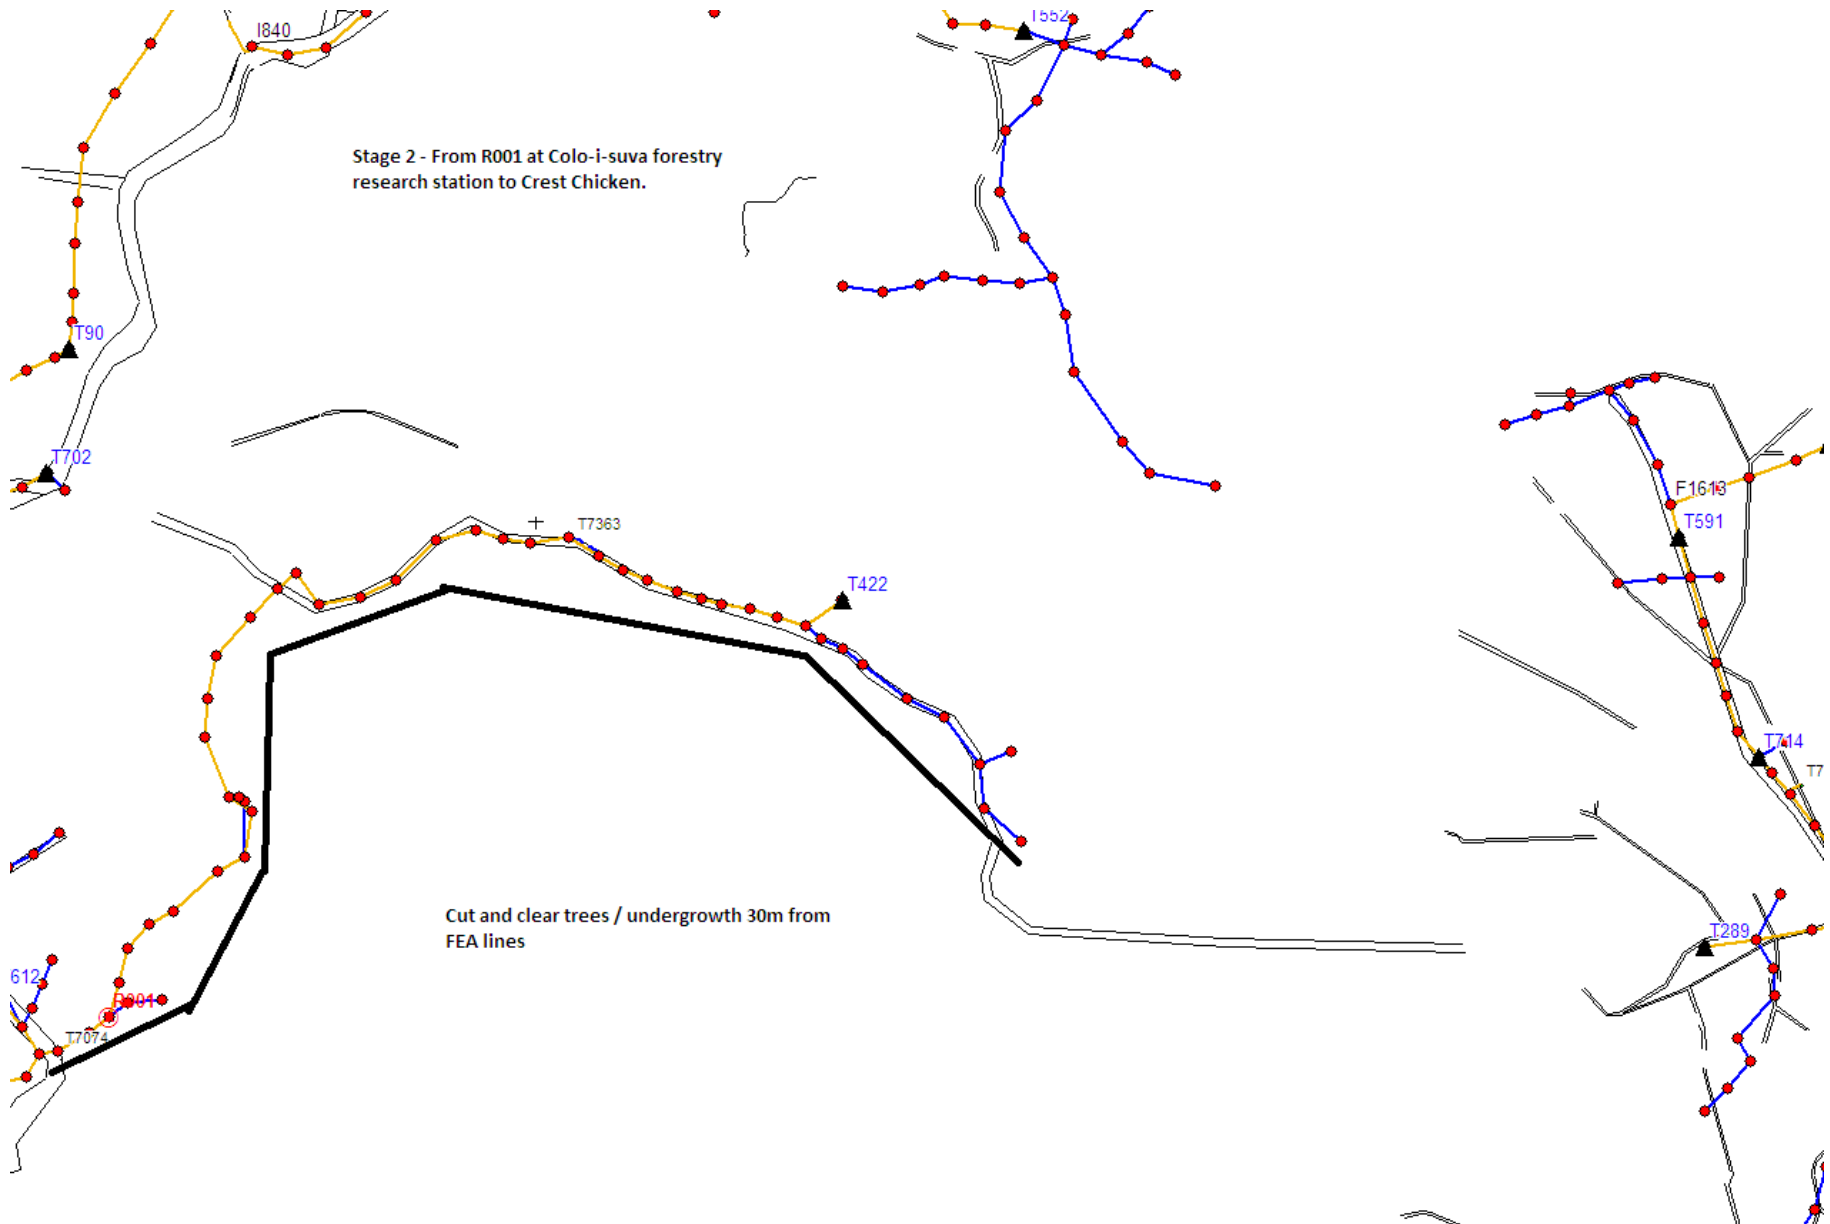 I840
T552
Stage 2 - From R001 at Colo-i-suva forestry
research station to Crest Chicken.
T90
T702
F1613
T591
T7363
T422
T714
T7
Cut and clear trees / undergrowth 30m from
FEA lines
T289
612
R001
T7074